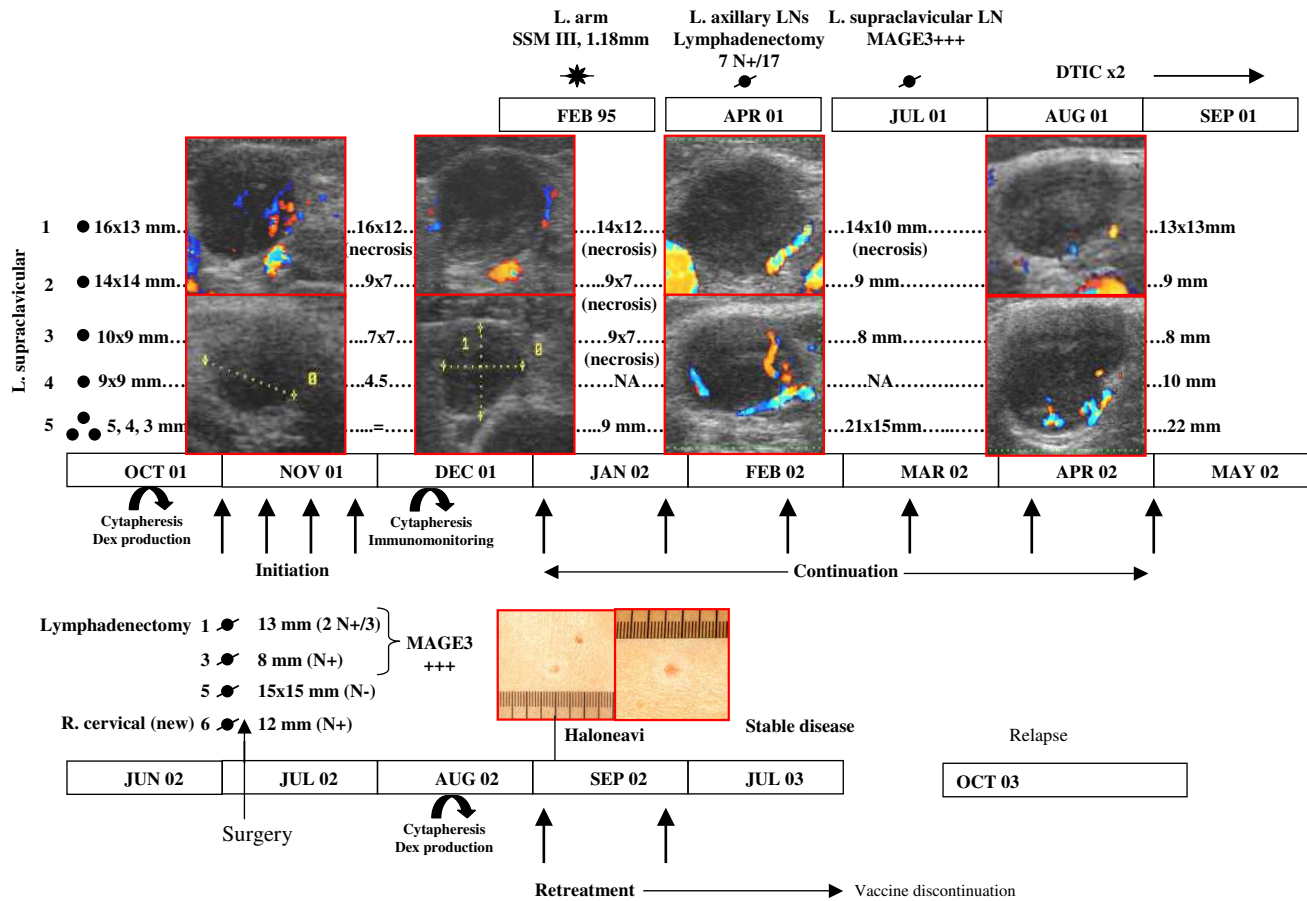 L. arm
SSM III, 1.18mm
L. axillary LNs
Lymphadenectomy
7 N+/17
L. supraclavicular LN
MAGE3+++
DTIC x2
FEB 95 APR 01 JUL 01 AUG 01 SEP 01
L. supraclavicular
1 16x13 mm.... ..16x12.. ....14x12.... 14x10 mm ..................13x13mm
(necrosis) (necrosis) (necrosis)
2 14x14 mm.... ....9x7.... .....9x7..... 9 mm ..................... 9 mm
(necrosis)
3 10x9 mm..... ....7x7.... ....9x7..... 8 mm ..................... 8 mm
(necrosis)
4 9x9 mm...... ....4.5.... .....NA...... NA ..................... 10 mm
5 5, 4, 3 mm .....=..... ....9 mm.... 21x15mm...... ....22 mm
0
1 0
OCT 01 NOV 01 DEC 01 JAN 02 FEB 02 MAR 02 APR 02 MAY 02
Cytapheresis
Dex production
Cytapheresis
Immunomonitoring
Initiation
Continuation
Lymphadenectomy 1 13 mm (2 N+/3)
3 8 mm (N+)
MAGE3
+++
5 15x15 mm (N-)
R. cervical (new) 6 12 mm (N+)
Haloneavi
Stable disease
Relapse
JUN 02 JUL 02 AUG 02 SEP 02 JUL 03 OCT 03
Surgery
Cytapheresis
Dex production
Retreatment
Vaccine discontinuation